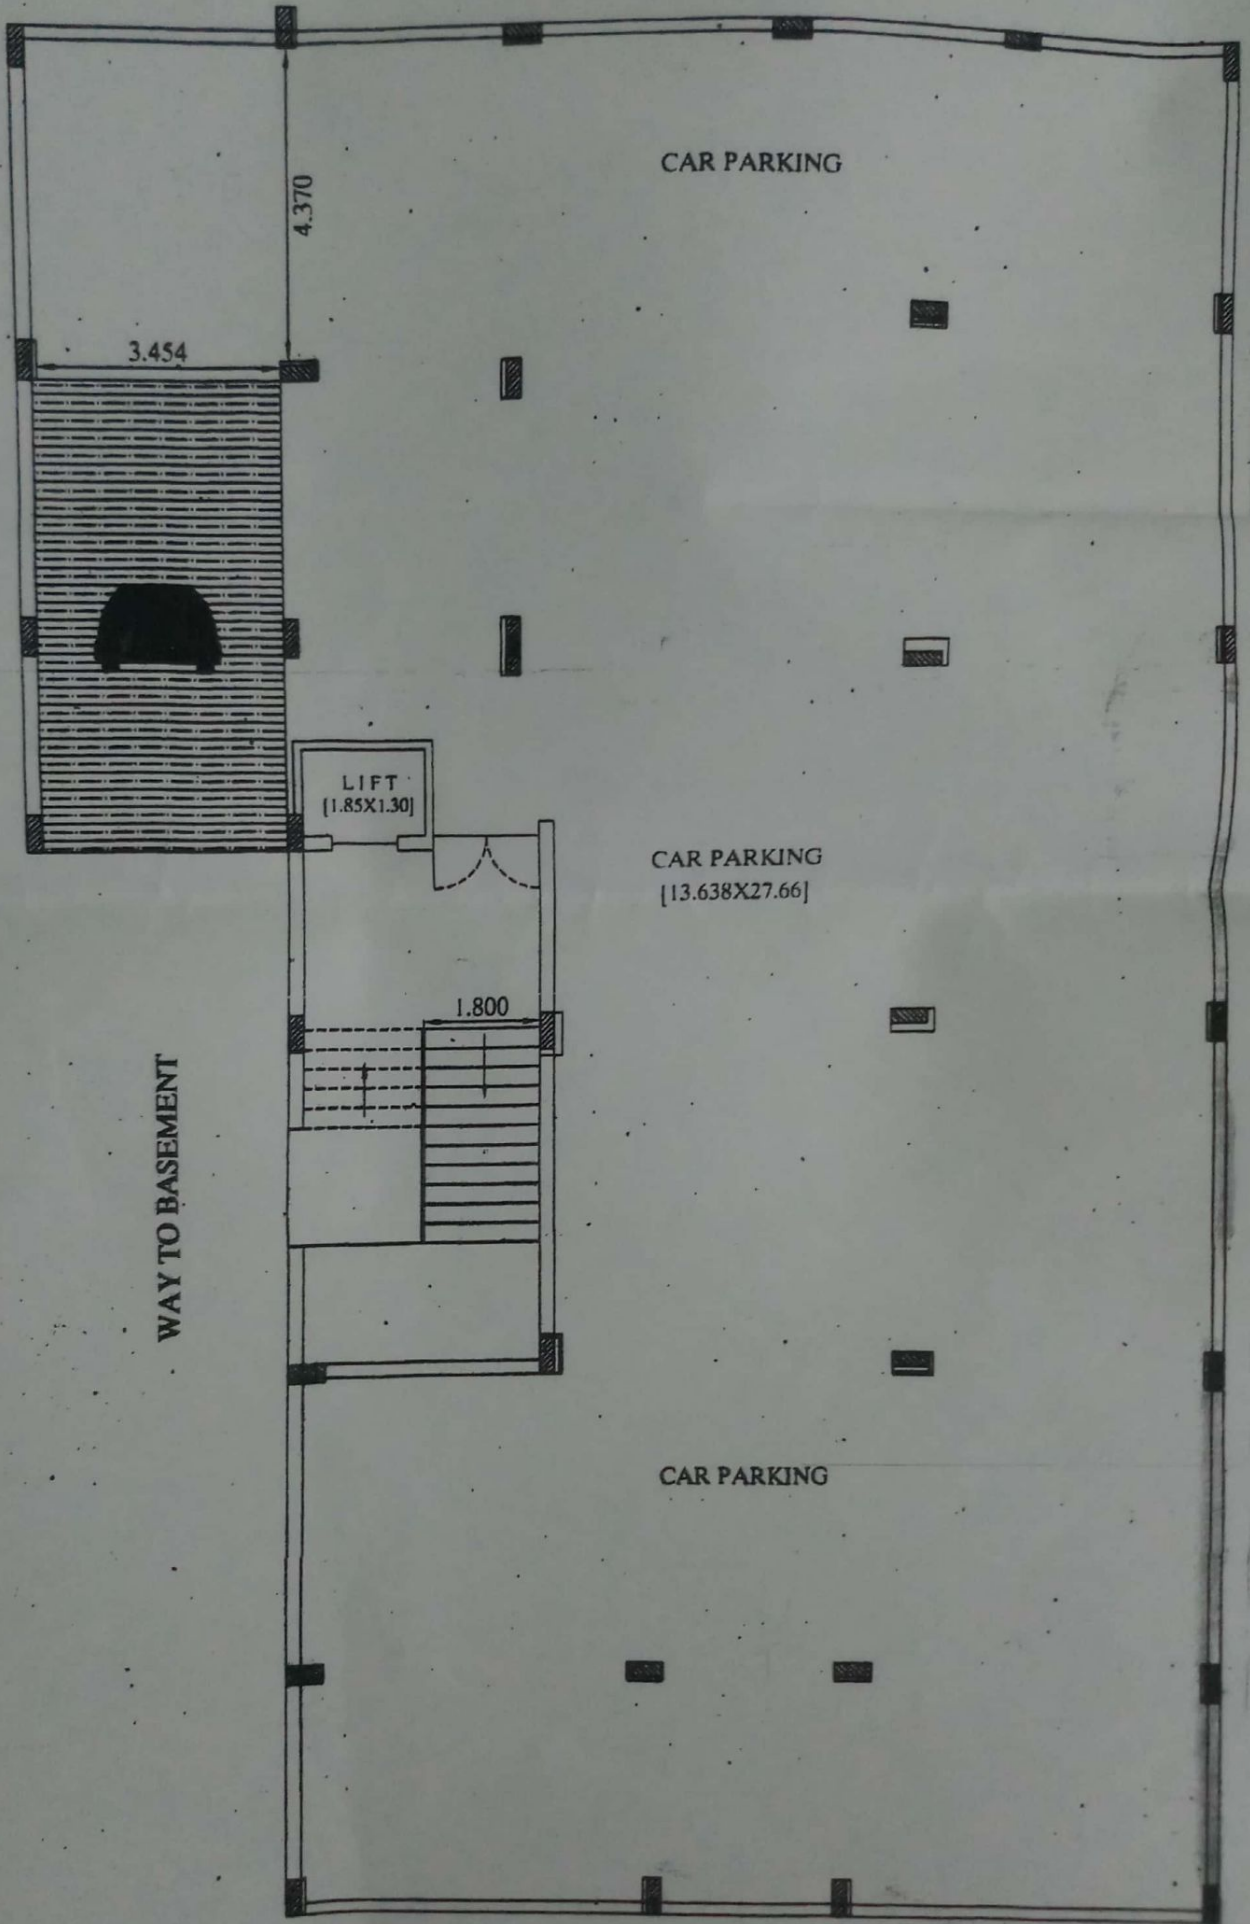 CAR PARKING
4.370
3.454
LIFT
[1.85X1.30]
CAR PARKING
[13.638X27.66]
1.800
WAY TO BASEMENT
CAR PARKING